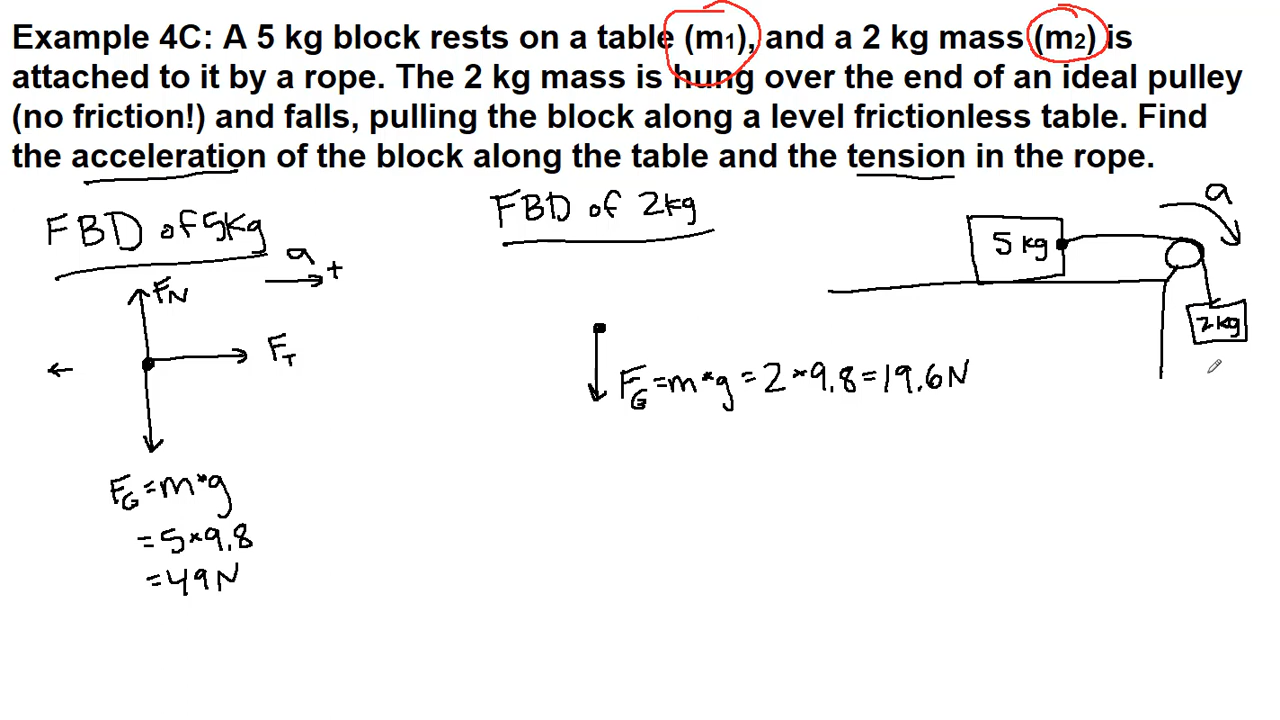 Example 4C: A 5 kg block rests on a table (m1), and a 2 kg mass (m2) is
attached to it by a rope. The 2 kg mass is hung over the end of an ideal pulley
(no friction!) and falls, pulling the block along a level frictionless table. Find
the acceleration of the block along the table and the tension in the rope.
FBD of 5kg
a
+
FN
FT
FG=m*g
=5*9.8
=49N
FBD of 2kg
FG=m*g=2*9.8=19.6N
a
5 kg
2 kg